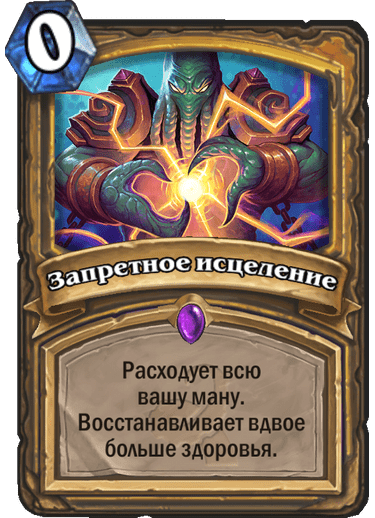 0
Запретное исцеление
Расходует всю
вашу ману.
Восстанавливает вдвое
больше здоровья.